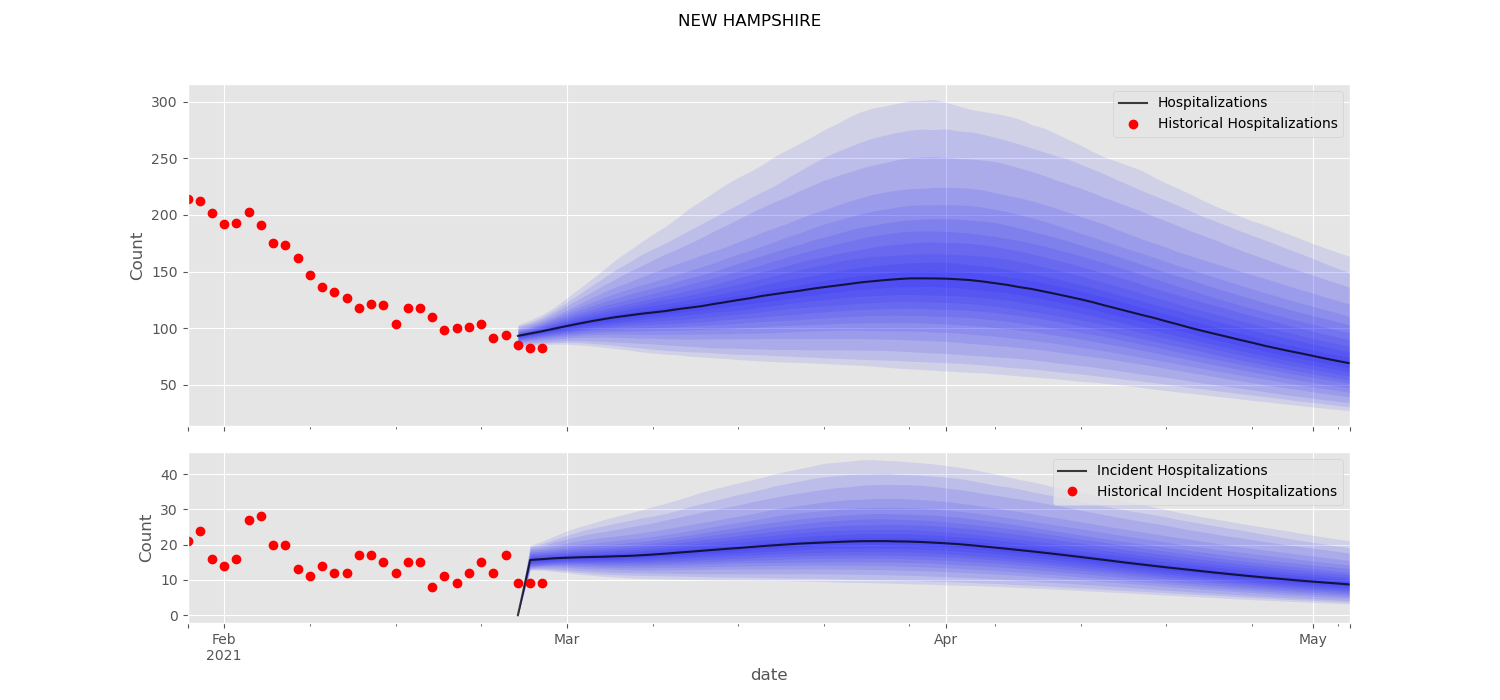 NEW HAMPSHIRE
300
250
200
150
100
50
Count
Hospitalizations
Historical Hospitalizations
40
30
20
10
0
Count
Incident Hospitalizations
Historical Incident Hospitalizations
Feb
2021
Mar
Apr
May
date